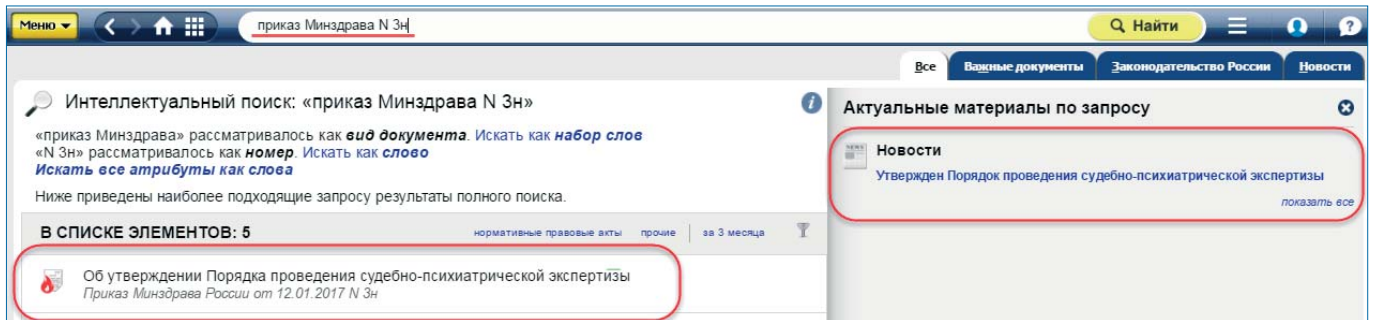 Меню
приказ Минздрава N 3н
Найти
Все
Важные документы
Законодательство России
Новости
Интеллектуальный поиск: «приказ Минздрава N 3н»
«приказ Минздрава» рассматривалось как вид документа. Искать как набор слов
«N 3н» рассматривалось как номер. Искать как слово
Искать все атрибуты как слова
Ниже приведены наиболее подходящие запросу результаты полного поиска.
В СПИСКЕ ЭЛЕМЕНТОВ: 5
нормативные правовые акты прочие за 3 месяца
Об утверждении Порядка проведения судебно-психиатрической экспертизы
Приказ Минздрава России от 12.01.2017 N 3н
Актуальные материалы по запросу
NEWS
Новости
Утвержден Порядок проведения судебно-психиатрической экспертизы
показать все